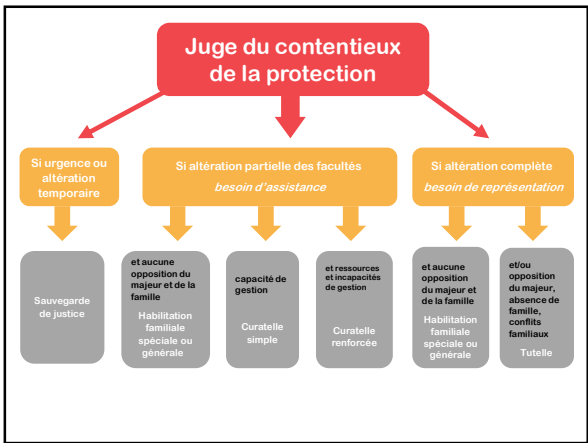 Juge du contentieux
de la protection
Si urgence ou
altération
temporaire
Si altération partielle des facultés
besoin d'assistance
Si altération complète
besoin de représentation
Sauvegarde
de justice
et aucune
opposition du
majeur et de la
famille
Habilitation
familiale
spéciale ou
générale
capacité de
gestion
Curatelle
simple
et ressources
et incapacités
de gestion
Curatelle
renforcée
et aucune
opposition
du majeur et
de la famille
Habilitation
familiale
spéciale ou
générale
et/ou
opposition
du majeur,
absence de
famille,
conflits
familiaux
Tutelle